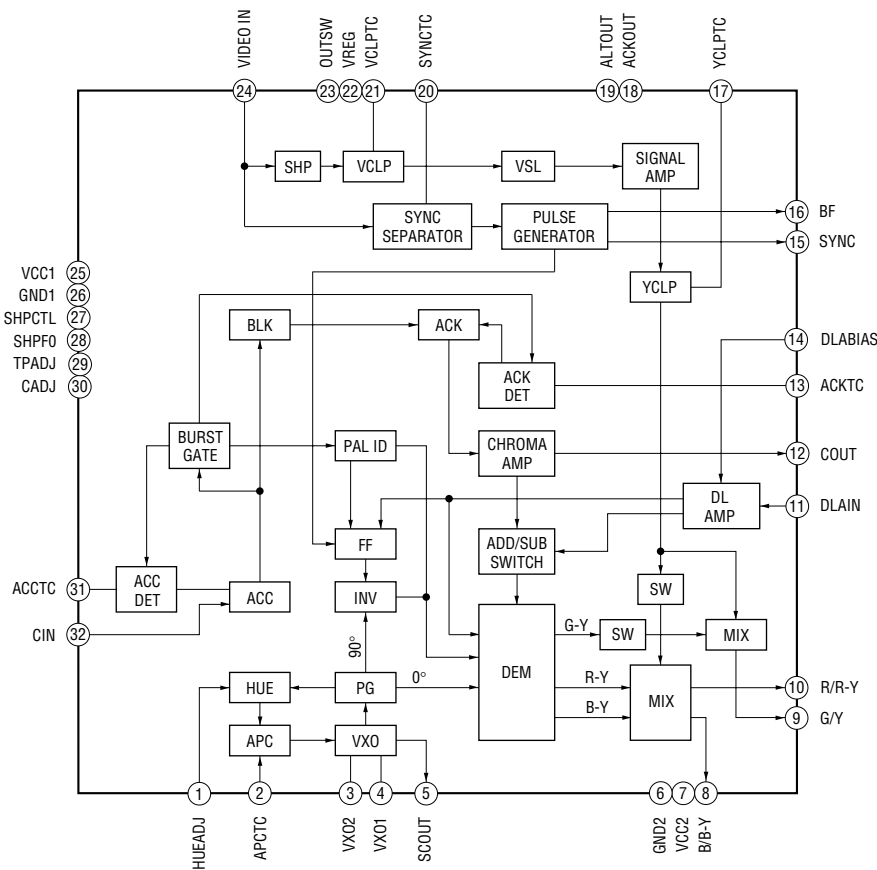 VIDEO IN
OUTSW
VREG
VCLPTC
SYNCTC
ALTOUT
ACKOUT
YCLPTC
24
23
22
21
20
19
18
17
SHP
VCLP
VSL
SIGNAL
AMP
SYNC
SEPARATOR
PULSE
GENERATOR
16 BF
15 SYNC
VCC1 25
GND1 26
SHPCTL 27
SHPF0 28
TPADJ 29
CADJ 30
YCLP
BLK
ACK
14 DLABIAS
ACK
DET
13 ACKTC
BURST
GATE
PAL ID
CHROMA
AMP
12 COUT
DL
AMP
11 DLAIN
FF
ADD/SUB
SWITCH
ACCTC 31
ACC
DET
ACC
INV
SW
CIN 32
90°
G-Y
SW
MIX
DEM
HUE
PG
0°
R-Y
MIX
10 R/R-Y
B-Y
9 G/Y
APC
VXO
1
2
3
4
5
6
7
8
HUEADJ
APCTC
VXO2
VXO1
SCOUT
GND2
VCC2
B/B-Y